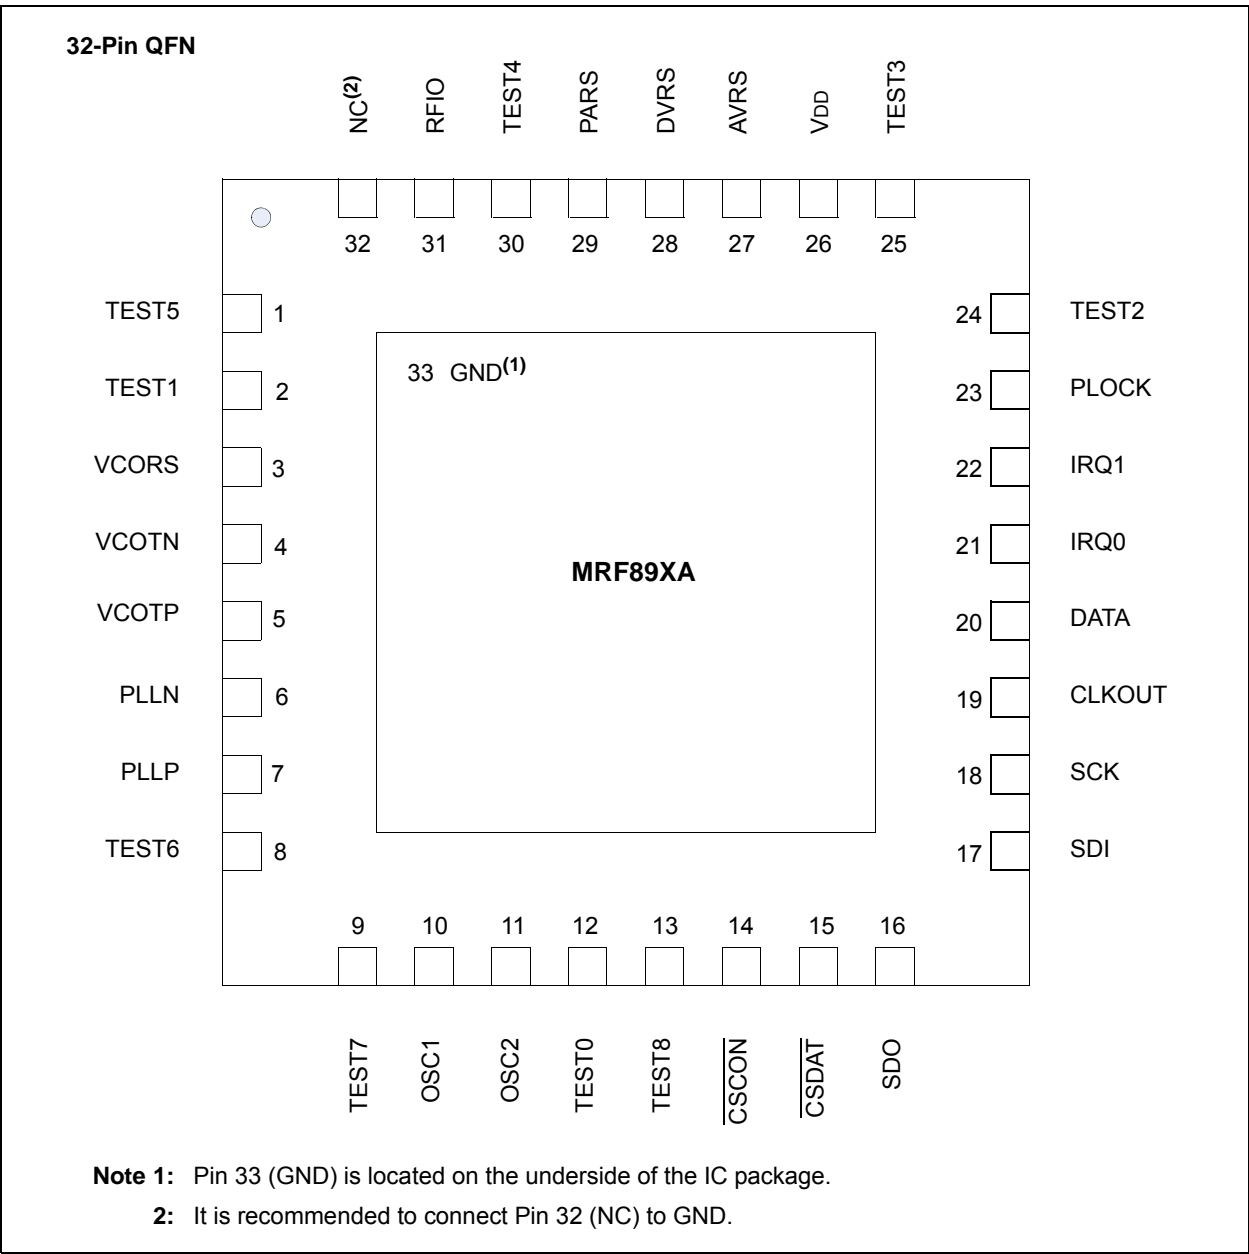 32-Pin QFN
NC(2)
RFIO
TEST4
PARS
DVRS
AVRS
VDD
TEST3
32 31 30 29 28 27 26 25
TEST5 1
TEST1 2
VCORS 3
VCOTN 4
VCOTP 5
PLLN 6
PLLP 7
TEST6 8
33 GND(1)
MRF89XA
24 TEST2
23 PLOCK
22 IRQ1
21 IRQ0
20 DATA
19 CLKOUT
18 SCK
17 SDI
9 10 11 12 13 14 15 16
TEST7
OSC1
OSC2
TEST0
TEST8
CSCON
CSDAT
SDO
Note 1: Pin 33 (GND) is located on the underside of the IC package.
2: It is recommended to connect Pin 32 (NC) to GND.